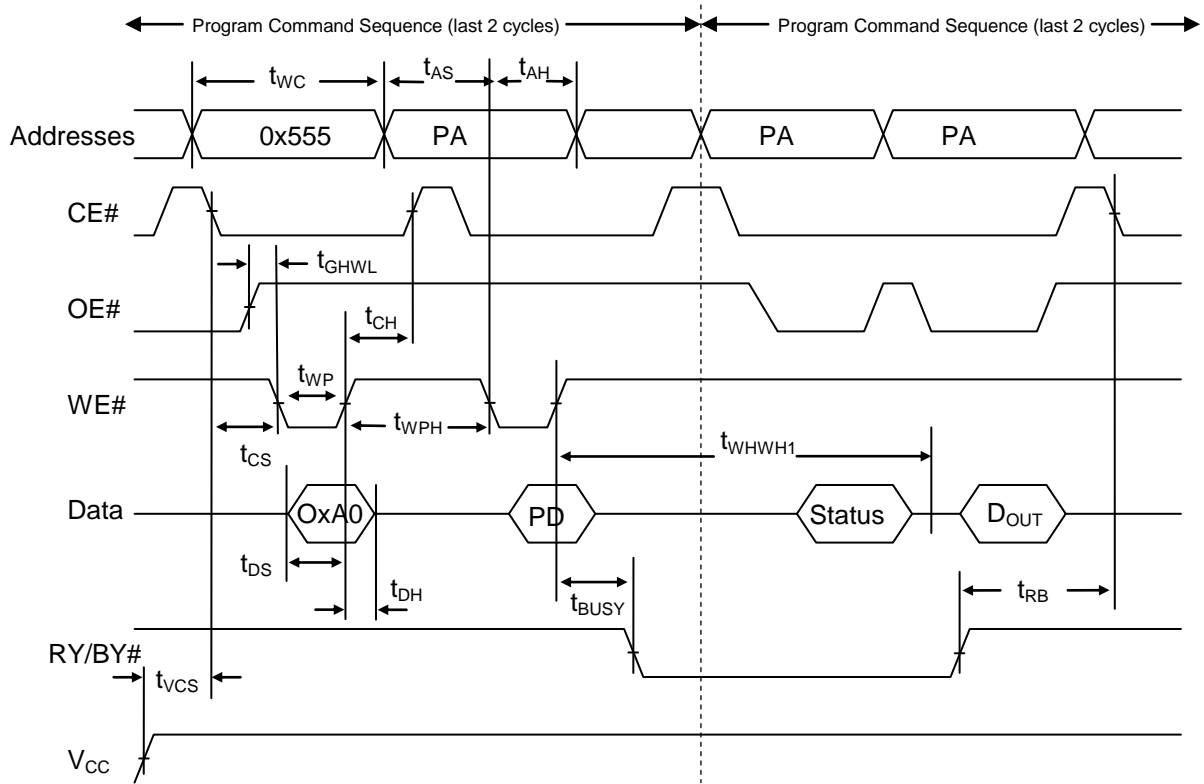 Program Command Sequence (last 2 cycles) Program Command Sequence (last 2 cycles)
tWC tAS tAH
Addresses 0x555 PA PA PA
CE#
tGHWL
OE#
tCH
tWP
WE#
tWPH
tCS tWHWH1
Data OxA0 PD Status DOUT
tDS
tDH tBUSY tRB
RY/BY#
tVCS
VCC